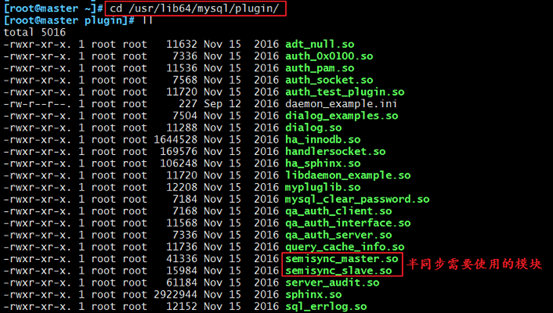 [root@master ~]# cd /usr/lib64/mysql/plugin/
[root@master plugin]# ll
total 5016
-rwxr-xr-x. 1 root root   11632 Nov 15  2016 adt_null.so
-rwxr-xr-x. 1 root root    7336 Nov 15  2016 auth_0x0100.so
-rwxr-xr-x. 1 root root   11536 Nov 15  2016 auth_pam.so
-rwxr-xr-x. 1 root root    7568 Nov 15  2016 auth_socket.so
-rwxr-xr-x. 1 root root   11720 Nov 15  2016 auth_test_plugin.so
-rw-r--r--. 1 root root     227 Sep 12  2016 daemon_example.ini
-rwxr-xr-x. 1 root root    7504 Nov 15  2016 dialog_examples.so
-rwxr-xr-x. 1 root root   11288 Nov 15  2016 dialog.so
-rwxr-xr-x. 1 root root 1644528 Nov 15  2016 ha_innodb.so
-rwxr-xr-x. 1 root root  169576 Nov 15  2016 handlersocket.so
-rwxr-xr-x. 1 root root  106248 Nov 15  2016 ha_sphinx.so
-rwxr-xr-x. 1 root root   11720 Nov 15  2016 libdaemon_example.so
-rwxr-xr-x. 1 root root   12208 Nov 15  2016 mypluglib.so
-rwxr-xr-x. 1 root root    7184 Nov 15  2016 mysql_clear_password.so
-rwxr-xr-x. 1 root root    7168 Nov 15  2016 qa_auth_client.so
-rwxr-xr-x. 1 root root   11568 Nov 15  2016 qa_auth_interface.so
-rwxr-xr-x. 1 root root    7336 Nov 15  2016 qa_auth_server.so
-rwxr-xr-x. 1 root root   11736 Nov 15  2016 query_cache_info.so
-rwxr-xr-x. 1 root root   41336 Nov 15  2016 semisync_master.so
-rwxr-xr-x. 1 root root   15984 Nov 15  2016 semisync_slave.so
半同步需要使用的模块
-rwxr-xr-x. 1 root root   61184 Nov 15  2016 server_audit.so
-rwxr-xr-x. 1 root root 2922944 Nov 15  2016 sphinx.so
-rwxr-xr-x. 1 root root   12152 Nov 15  2016 sql_errlog.so